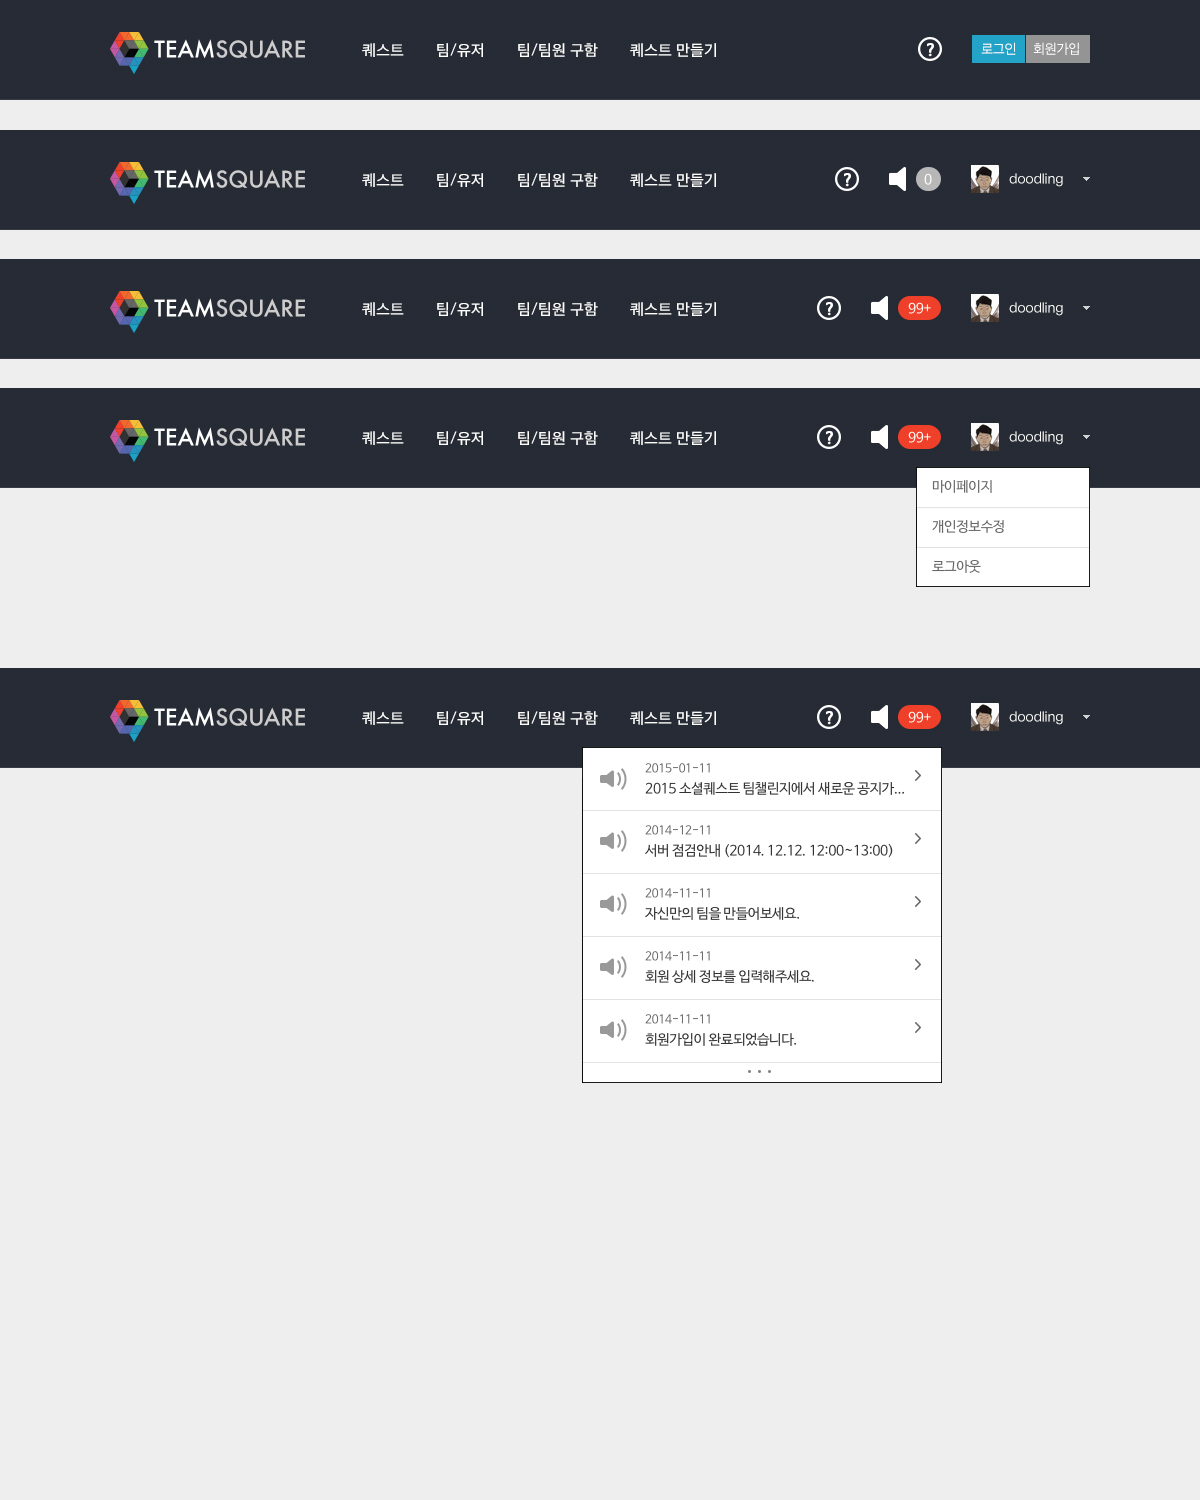 TEAMSQUARE 퀘스트 팀/유저 팀/팀원 구함 퀘스트 만들기 ? 로그인 회원가입
TEAMSQUARE 퀘스트 팀/유저 팀/팀원 구함 퀘스트 만들기 ? 0 doodling
TEAMSQUARE 퀘스트 팀/유저 팀/팀원 구함 퀘스트 만들기 ? 99+ doodling
TEAMSQUARE 퀘스트 팀/유저 팀/팀원 구함 퀘스트 만들기 ? 99+ doodling
마이페이지
개인정보수정
로그아웃
TEAMSQUARE 퀘스트 팀/유저 팀/팀원 구함 퀘스트 만들기 ? 99+ doodling
2015-01-11
2015 소셜퀘스트 팀챌린지에서 새로운 공지가...
2014-12-11
서버 점검안내 (2014. 12.12. 12:00~13:00)
2014-11-11
자신만의 팀을 만들어보세요.
2014-11-11
회원 상세 정보를 입력해주세요.
2014-11-11
회원가입이 완료되었습니다.